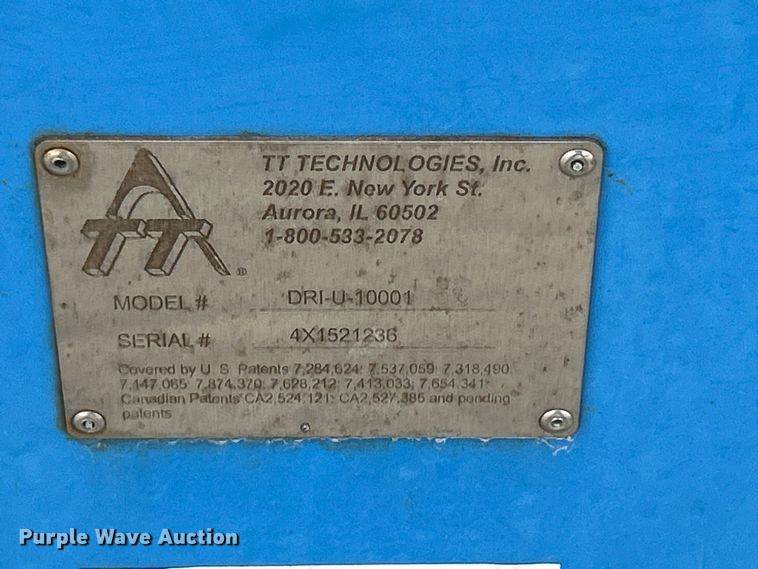 TT TECHNOLOGIES, Inc.
2020 E. New York St.
Aurora, IL 60502
1-800-533-2078
TT
®
MODEL # DRI-U-10001
SERIAL # 4X1521236
Covered by U. S. Patents 7,284,624; 7,537,059; 7,318,490;
7,147,065; 7,874,370; 7,628,212; 7,413,033; 7,654,341;
Canadian Patents CA2,524,121; CA2,527,385 and pending
patents
Purple Wave Auction